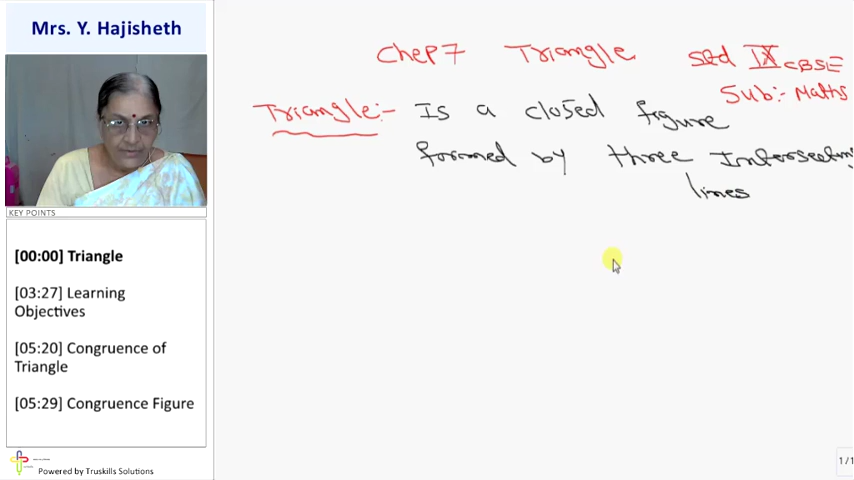 Mrs. Y. Hajisheth
Chep 7 Triangle Std IX CBSE
Sub:- Maths
Triangle:- Is a closed figure
formed by three Intersecting
lines
KEY POINTS
[00:00] Triangle
[03:27] Learning
Objectives
[05:20] Congruence of
Triangle
[05:29] Congruence Figure
Powered by Truskills Solutions
1/1